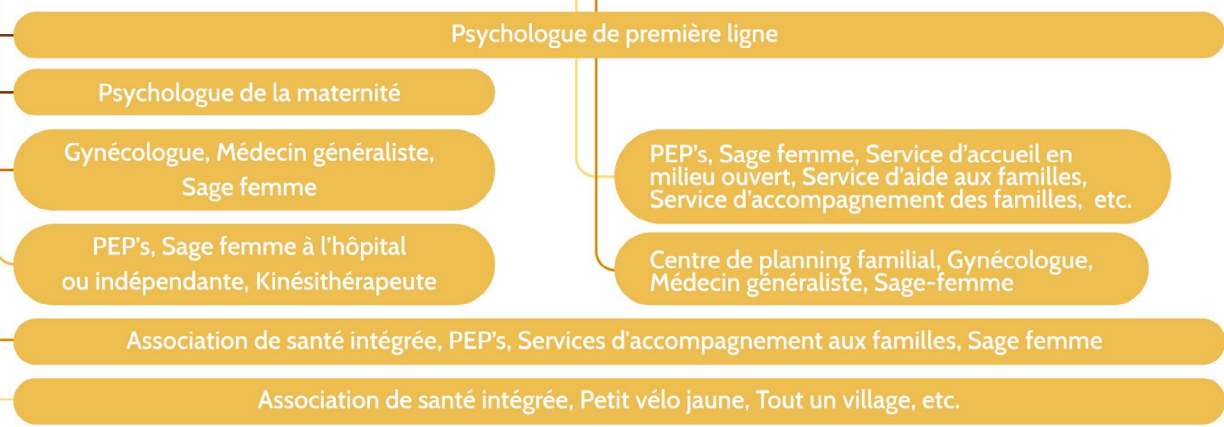 Psychologue de première ligne
Psychologue de la maternité
Gynécologue, Médecin généraliste,
Sage femme
PEP's, Sage femme à l'hôpital
ou indépendante, Kinésithérapeute
PEP's, Sage femme, Service d'accueil en
milieu ouvert, Service d'aide aux familles,
Service d'accompagnement des familles, etc.
Centre de planning familial, Gynécologue,
Médecin généraliste, Sage-femme
Association de santé intégrée, PEP's, Services d'accompagnement aux familles, Sage femme
Association de santé intégrée, Petit vélo jaune, Tout un village, etc.